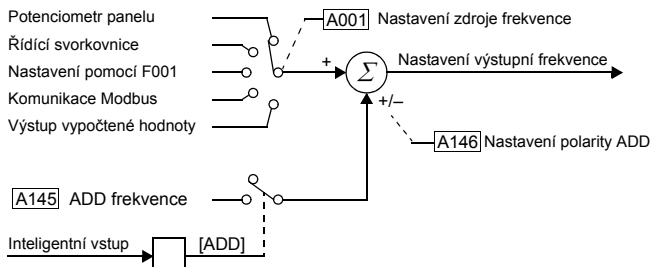 Potenciometr panelu
A001 Nastavení zdroje frekvence
Řídící svorkovnice
Nastavení pomocí F001
+
Σ
Nastavení výstupní frekvence
Komunikace Modbus
+/–
Výstup vypočtené hodnoty
A146 Nastavení polarity ADD
A145 ADD frekvence
Inteligentní vstup
[ADD]